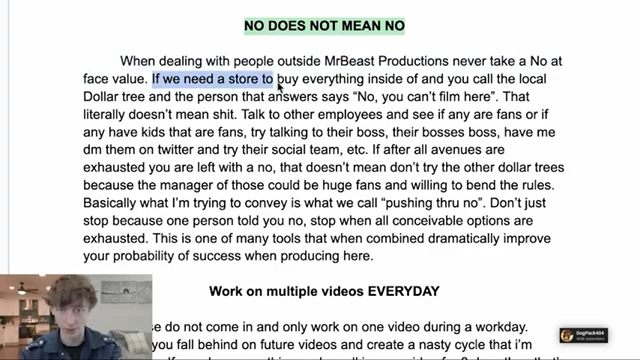 NO DOES NOT MEAN NO
When dealing with people outside MrBeast Productions never take a No at
face value. If we need a store to buy everything inside of and you call the local
Dollar tree and the person that answers says "No, you can't film here". That
literally doesn't mean shit. Talk to other employees and see if any are fans or if
any have kids that are fans, try talking to their boss, their bosses boss, have me
dm them on twitter and try their social team, etc. If after all avenues are
exhausted you are left with a no, that doesn't mean don't try the other dollar trees
because the manager of those could be huge fans and willing to bend the rules.
Basically what I'm trying to convey is what we call "pushing thru no". Don't just
stop because one person told you no, stop when all conceivable options are
exhausted. This is one of many tools that when combined dramatically improve
your probability of success when producing here.
Work on multiple videos EVERYDAY
se do not come in and only work on one video during a workday.
you fall behind on future videos and create a nasty cycle that i'm
DogPack404